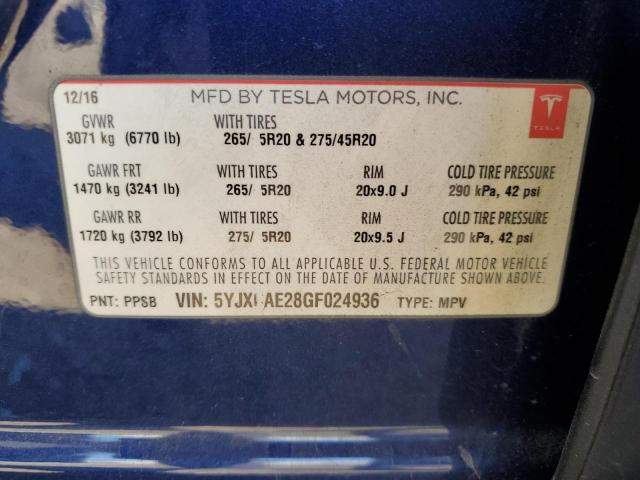 12/16 MFD BY TESLA MOTORS, INC.
GVWR WITH TIRES
3071 kg (6770 lb) 265/ 5R20 & 275/45R20
GAWR FRT RIM COLD TIRE PRESSURE
1470 kg (3241 lb) 265/ 5R20 20x9.0 J 290 kPa, 42 psi
GAWR RR WITH TIRES RIM COLD TIRE PRESSURE
1720 kg (3792 lb) 275/ 5R20 20x9.5 J 290 kPa, 42 psi
THIS VEHICLE CONFORMS TO ALL APPLICABLE U.S. FEDERAL MOTOR VEHICLE
SAFETY STANDARDS IN EFFECT ON THE DATE OF MANUFACTURE SHOWN ABOVE.
PNT: PPSB VIN: 5YJX AE28GF024936 TYPE: MPV
TESLA